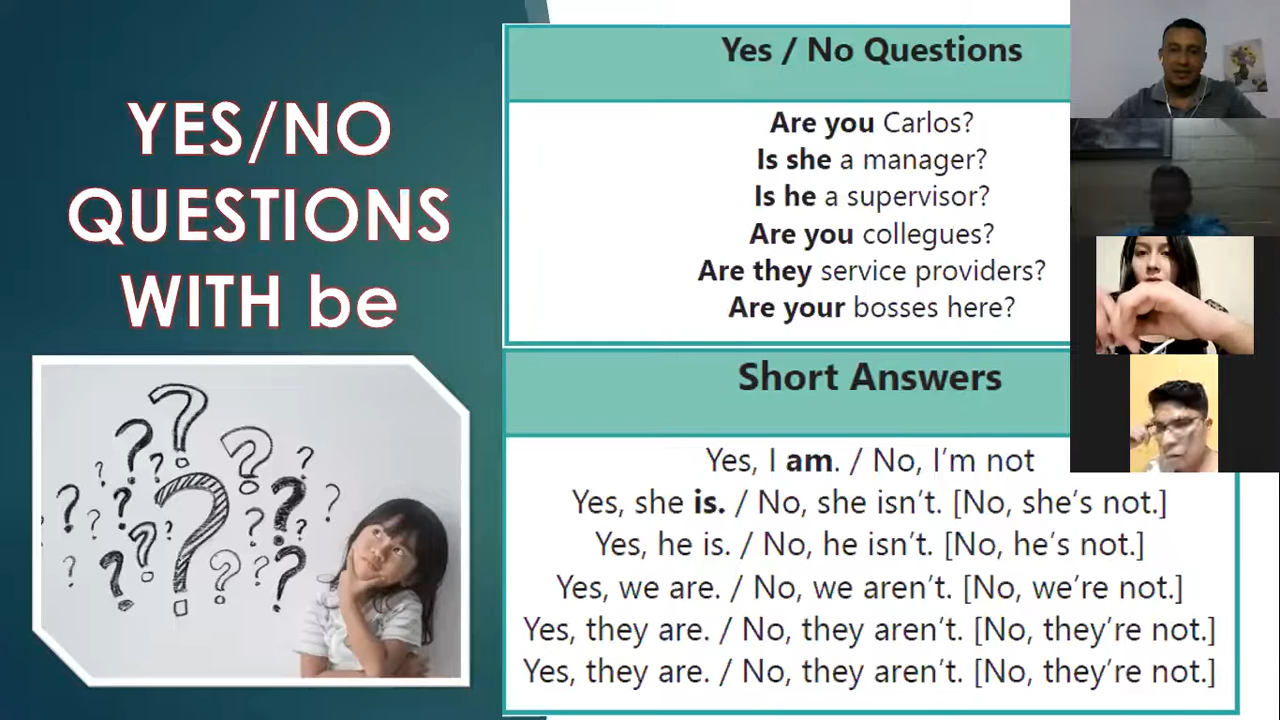 YES/NO
QUESTIONS
WITH be
Yes / No Questions
Are you Carlos?
Is she a manager?
Is he a supervisor?
Are you collegues?
Are they service providers?
Are your bosses here?
Short Answers
Yes, I am. / No, I'm not
Yes, she is. / No, she isn't. [No, she's not.]
Yes, he is. / No, he isn't. [No, he's not.]
Yes, we are. / No, we aren't. [No, we're not.]
Yes, they are. / No, they aren't. [No, they're not.]
Yes, they are. / No, they aren't. [No, they're not.]